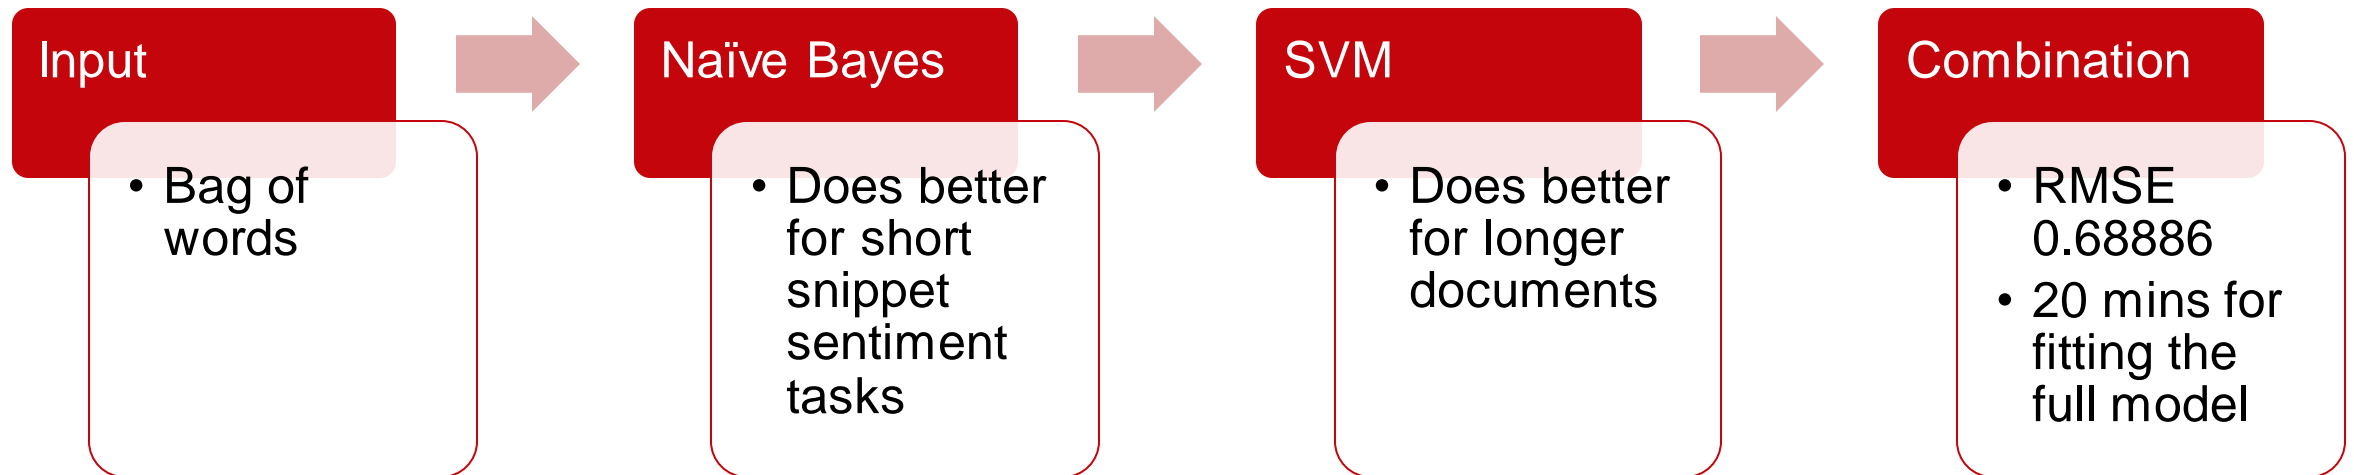 Input
• Bag of
words
Naïve Bayes
• Does better
for short
snippet
sentiment
tasks
SVM
• Does better
for longer
documents
Combination
• RMSE
0.68886
• 20 mins for
fitting the
full model